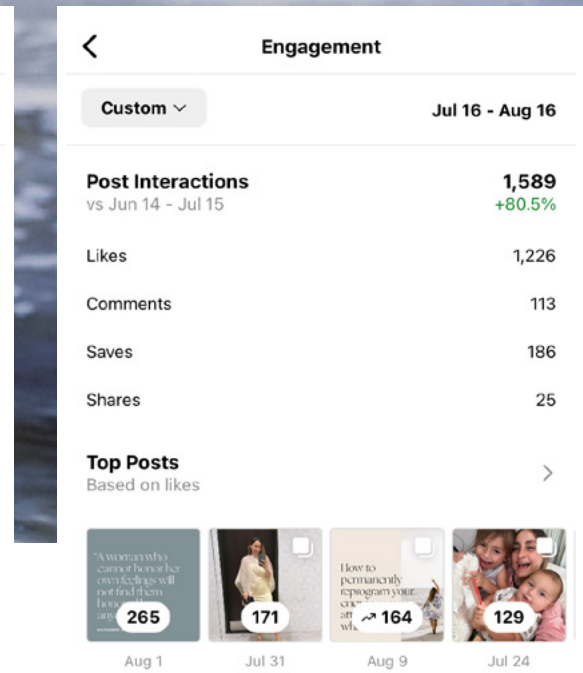 Engagement
Custom
Jul 16 - Aug 16
Post Interactions 1,589
vs Jun 14 - Jul 15 +80.5%
Likes 1,226
Comments 113
Saves 186
Shares 25
Top Posts
Based on likes
"A woman who
cannot honor her
own feelings will
not find them
265
171
How to
permanently
reprogram your
164
129
Aug 1
Jul 31
Aug 9
Jul 24